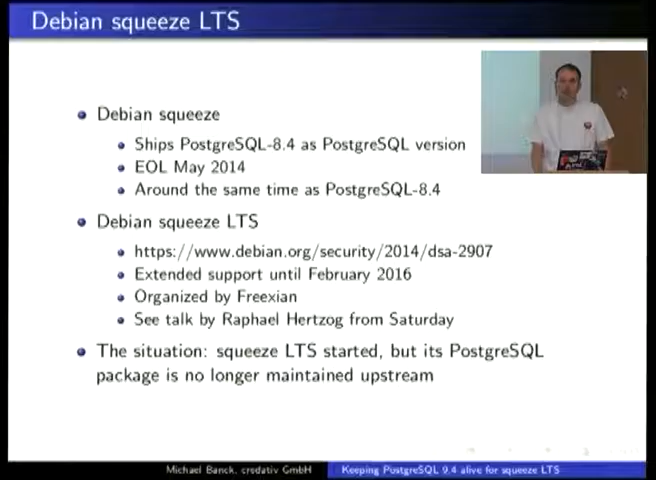 Debian squeeze LTS
Debian squeeze
Ships PostgreSQL-8.4 as PostgreSQL version
EOL May 2014
Around the same time as PostgreSQL-8.4
Debian squeeze LTS
https://www.debian.org/security/2014/dsa-2907
Extended support until February 2016
Organized by Freexian
See talk by Raphael Hertzog from Saturday
The situation: squeeze LTS started, but its PostgreSQL
package is no longer maintained upstream
Michael Banck, credativ GmbH
Keeping PostgreSQL 9.4 alive for squeeze LTS